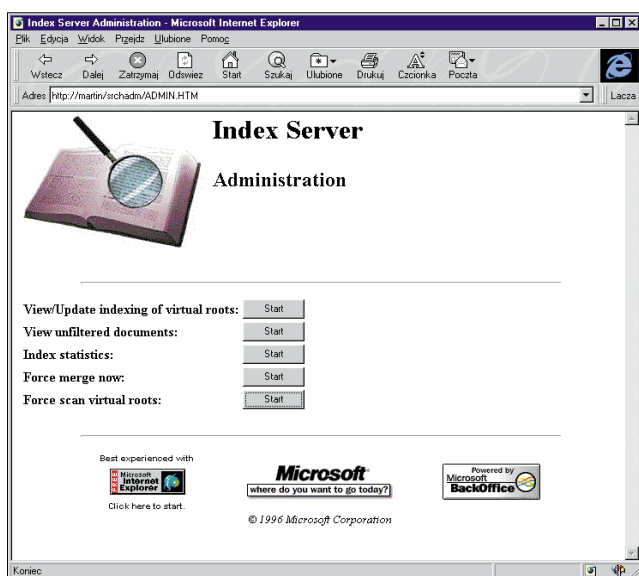 Index Server Administration - Microsoft Internet Explorer
Plik Edycja Widok Przejdz Ulubione Pomoc
Wstecz Dalej Zatrzymaj Odswiez Start Szukaj Ulubione Drukuj Czcionka Poczta
Adres http://martin/srchadm/ADMIN.HTM Lacza
Index Server
Administration
View/Update indexing of virtual roots: Start
View unfiltered documents: Start
Index statistics: Start
Force merge now: Start
Force scan virtual roots: Start
Best experienced with
FREE Microsoft Internet Explorer
Click here to start.
Microsoft
where do you want to go today?
Powered by
Microsoft
BackOffice
© 1996 Microsoft Corporation
Koniec